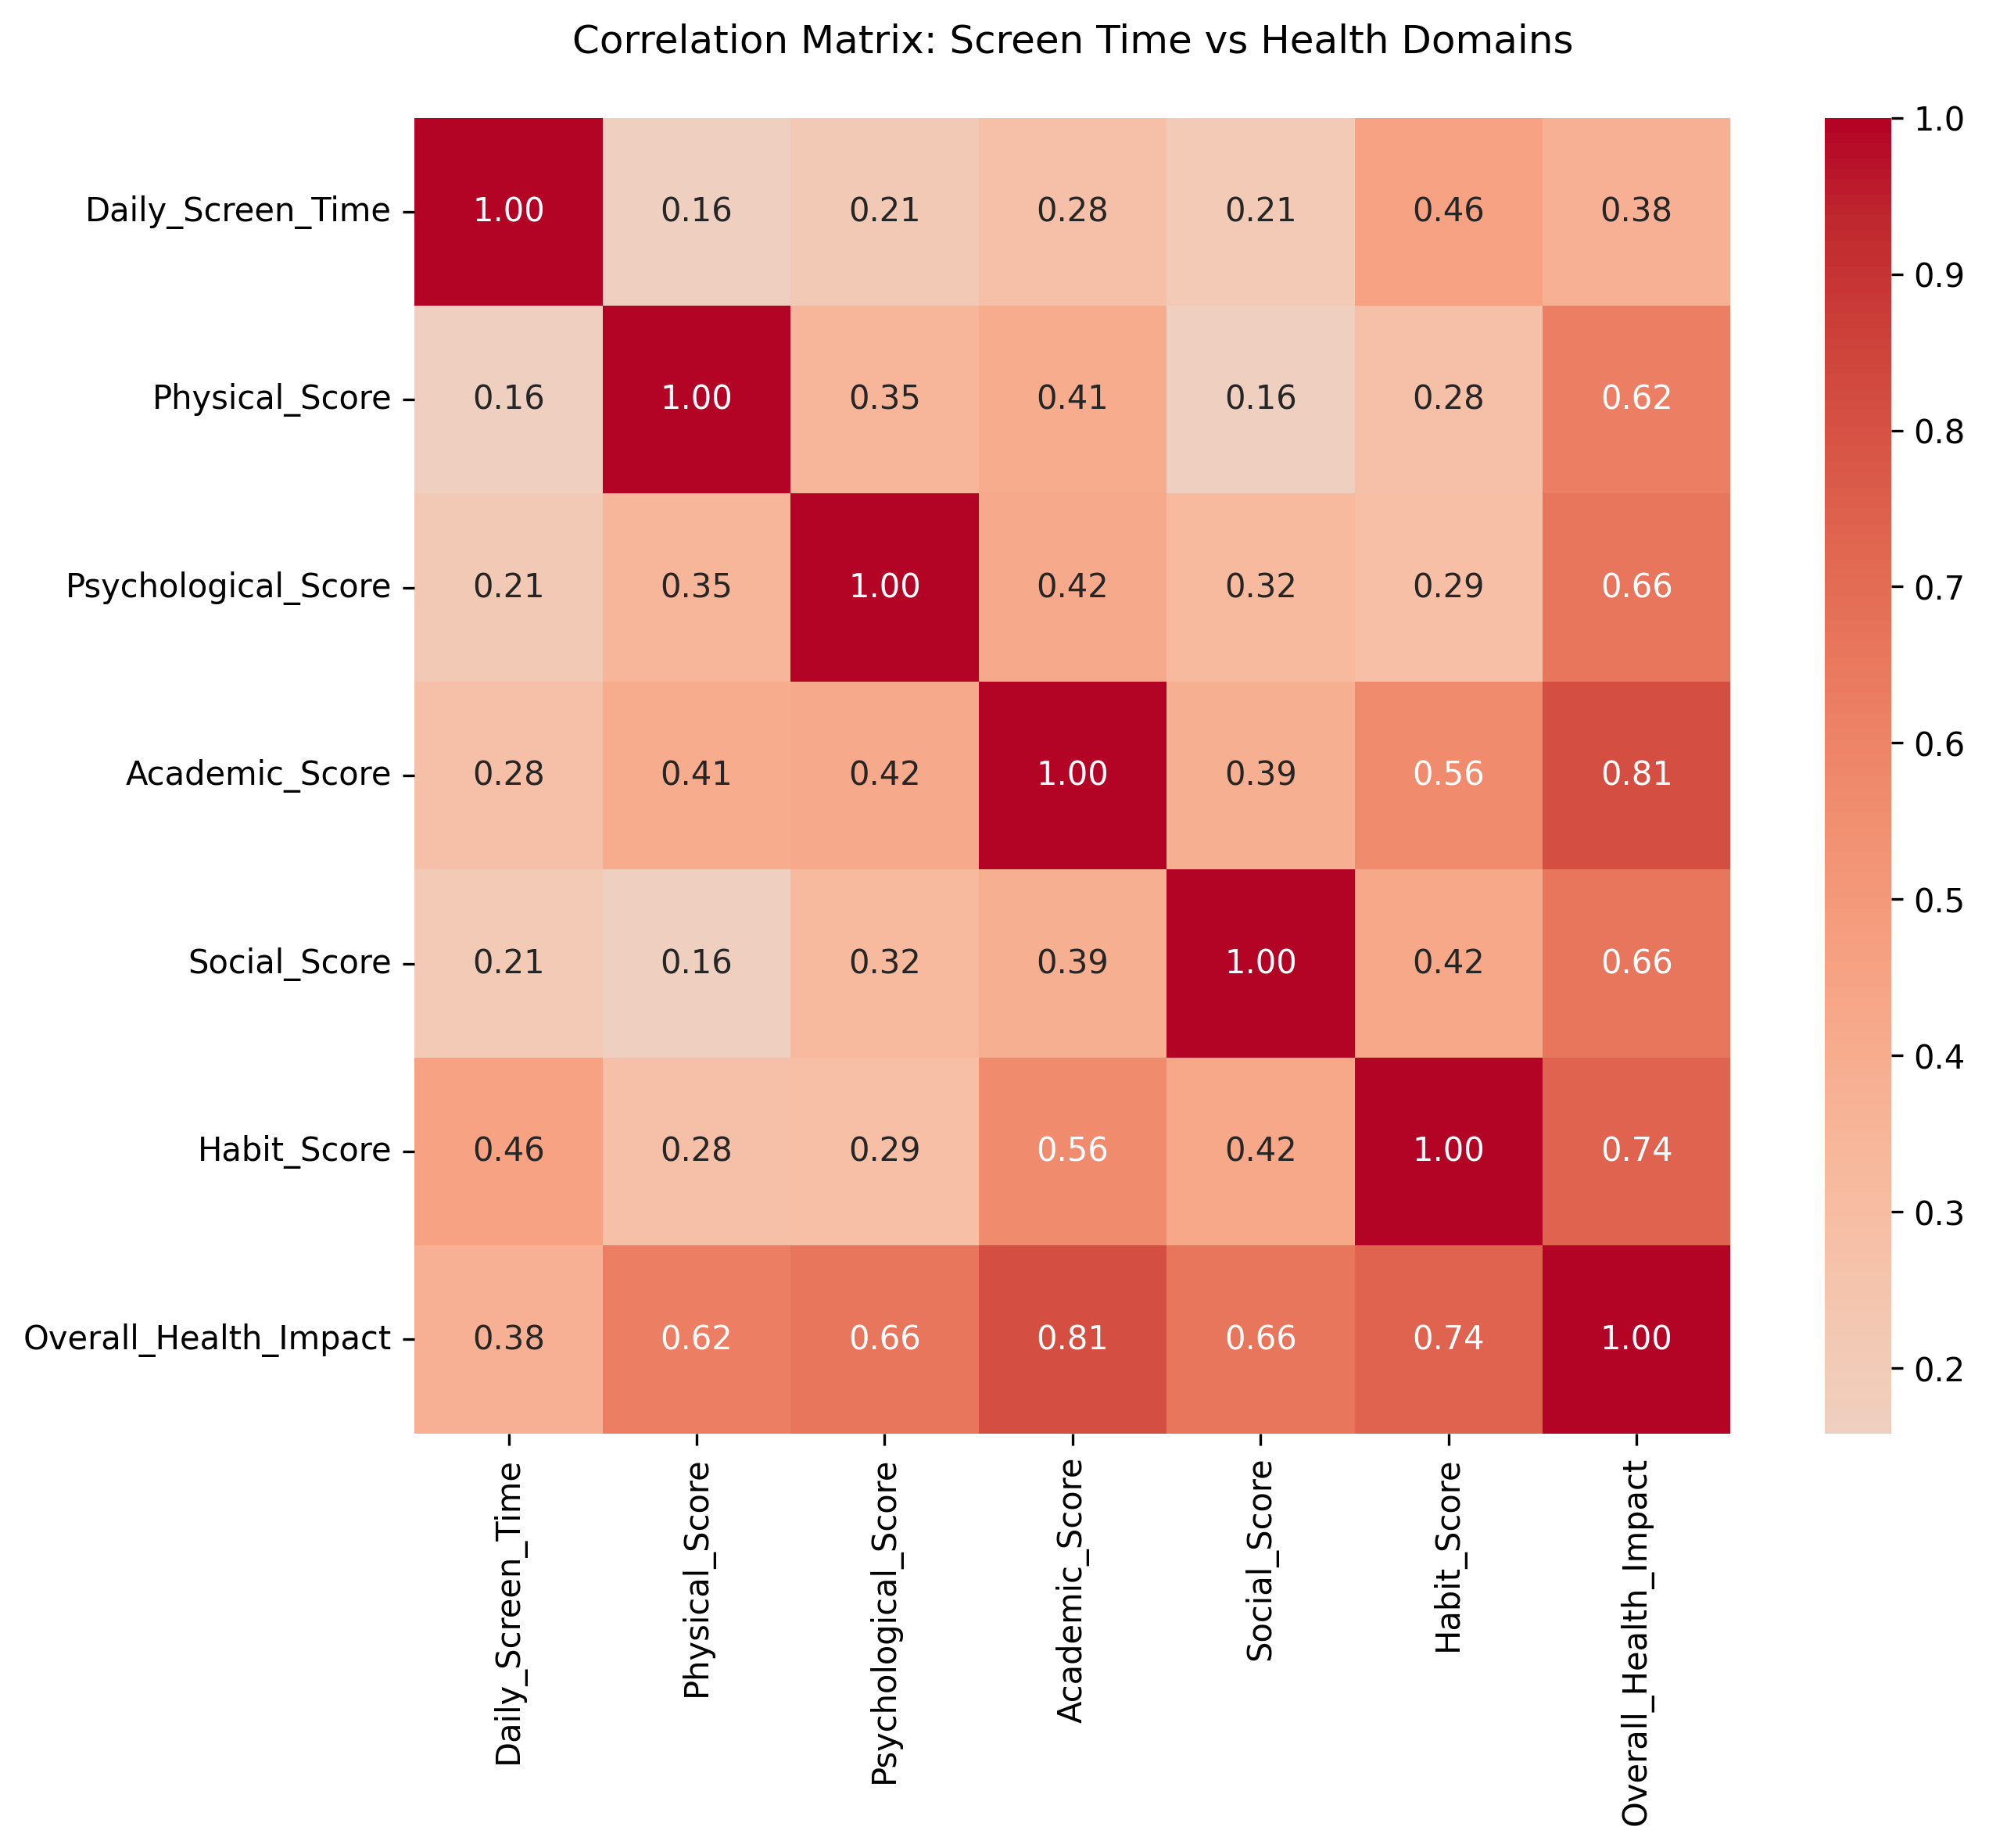 Correlation Matrix: Screen Time vs Health Domains
Daily_Screen_Time 1.00 0.16 0.21 0.28 0.21 0.46 0.38
Physical_Score 0.16 1.00 0.35 0.41 0.16 0.28 0.62
Psychological_Score 0.21 0.35 1.00 0.42 0.32 0.29 0.66
Academic_Score 0.28 0.41 0.42 1.00 0.39 0.56 0.81
Social_Score 0.21 0.16 0.32 0.39 1.00 0.42 0.66
Habit_Score 0.46 0.28 0.29 0.56 0.42 1.00 0.74
Overall_Health_Impact 0.38 0.62 0.66 0.81 0.66 0.74 1.00
Daily_Screen_Time
Physical_Score
Psychological_Score
Academic_Score
Social_Score
Habit_Score
Overall_Health_Impact
1.0
0.9
0.8
0.7
0.6
0.5
0.4
0.3
0.2